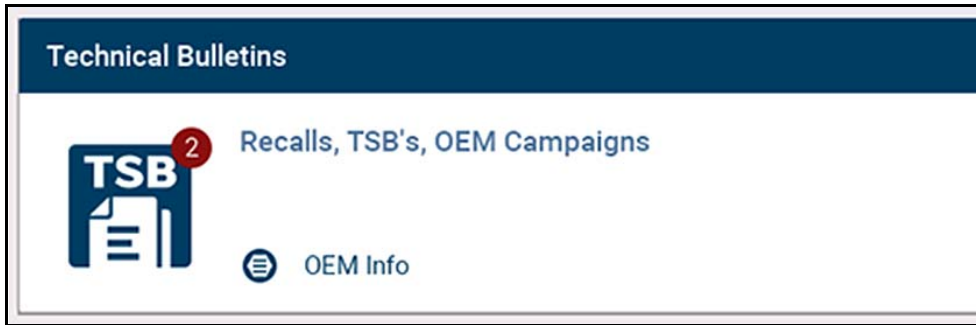 Technical Bulletins
2
TSB
Recalls, TSB's, OEM Campaigns
OEM Info